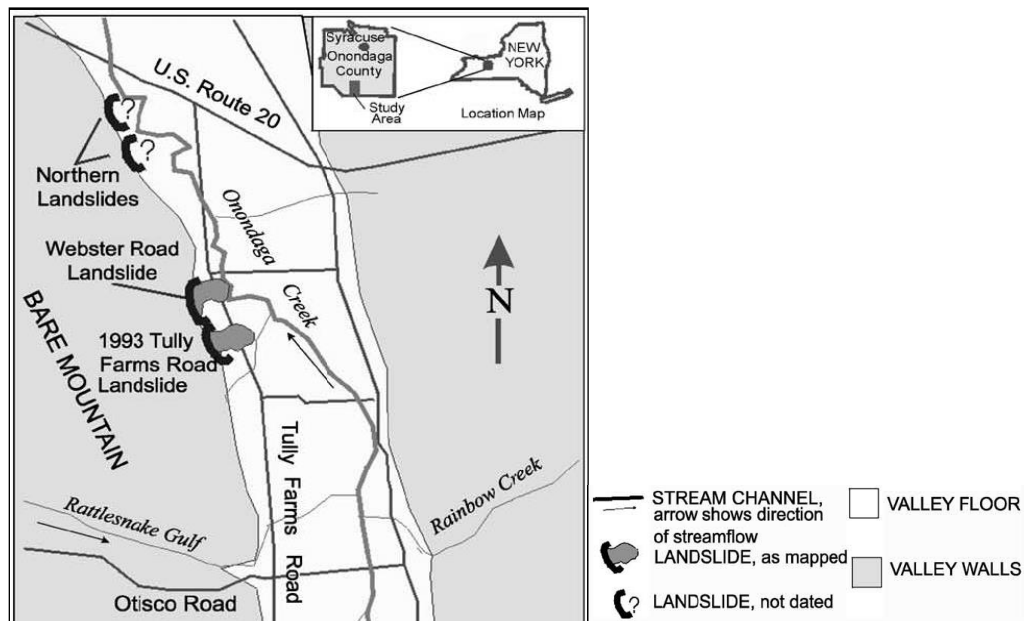 Syracuse
Onondaga
County
Study
Area
NEW
YORK
Location Map
U.S. Route 20
?
?
Northern
Landslides
Onondaga
Creek
Webster Road
Landslide
BARE MOUNTAIN
1993 Tully
Farms Road
Landslide
N
Tully Farms Road
Rattlesnake Gulf
Rainbow Creek
Otisco Road
STREAM CHANNEL,
arrow shows direction
of streamflow
LANDSLIDE, as mapped
?
LANDSLIDE, not dated
VALLEY FLOOR
VALLEY WALLS